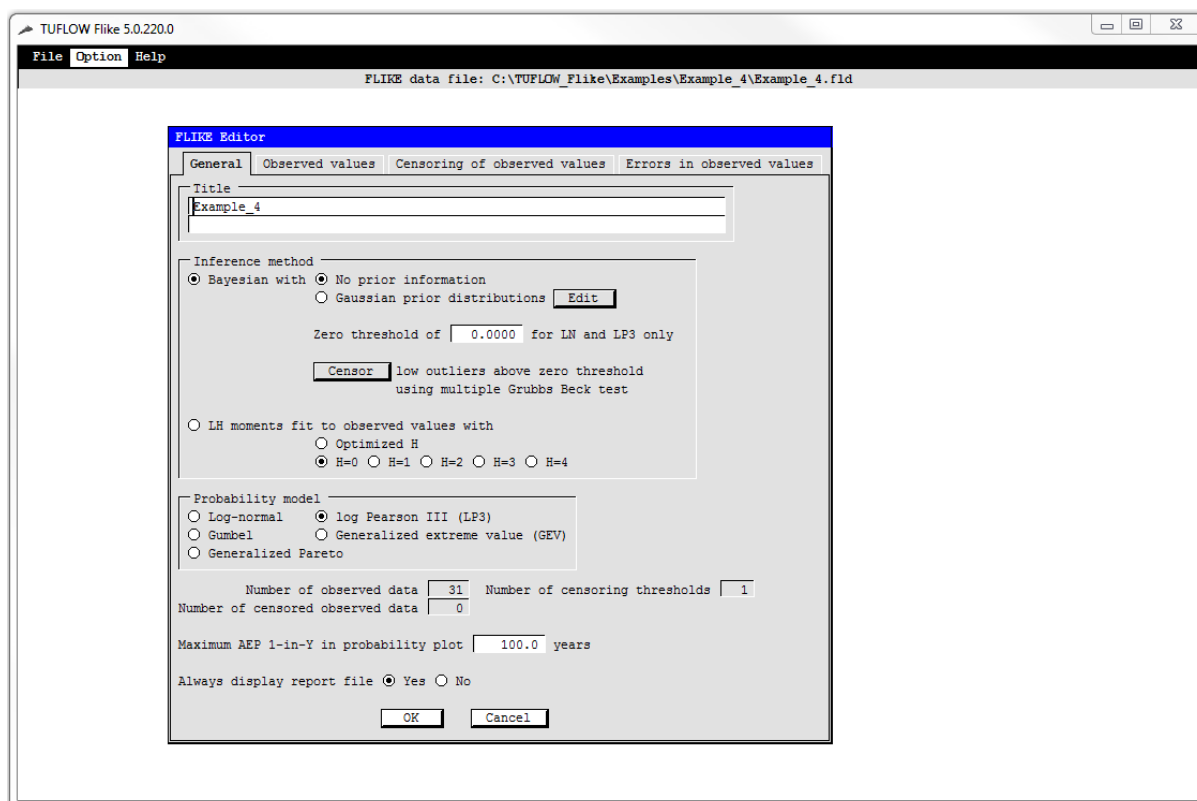 TUFLOW Flike 5.0.220.0
File Option Help
FLIKE data file: C:\TUFLOW_Flike\Examples\Example_4\Example_4.fld
FLIKE Editor
General Observed values Censoring of observed values Errors in observed values
Title
Example_4
Inference method
Bayesian with No prior information
Gaussian prior distributions Edit
Zero threshold of 0.0000 for LN and LP3 only
Censor low outliers above zero threshold
using multiple Grubbs Beck test
LH moments fit to observed values with
Optimized H
H=0 H=1 H=2 H=3 H=4
Probability model
Log-normal log Pearson III (LP3)
Gumbel Generalized extreme value (GEV)
Generalized Pareto
Number of observed data 31 Number of censoring thresholds 1
Number of censored observed data 0
Maximum AEP 1-in-Y in probability plot 100.0 years
Always display report file Yes No
OK Cancel